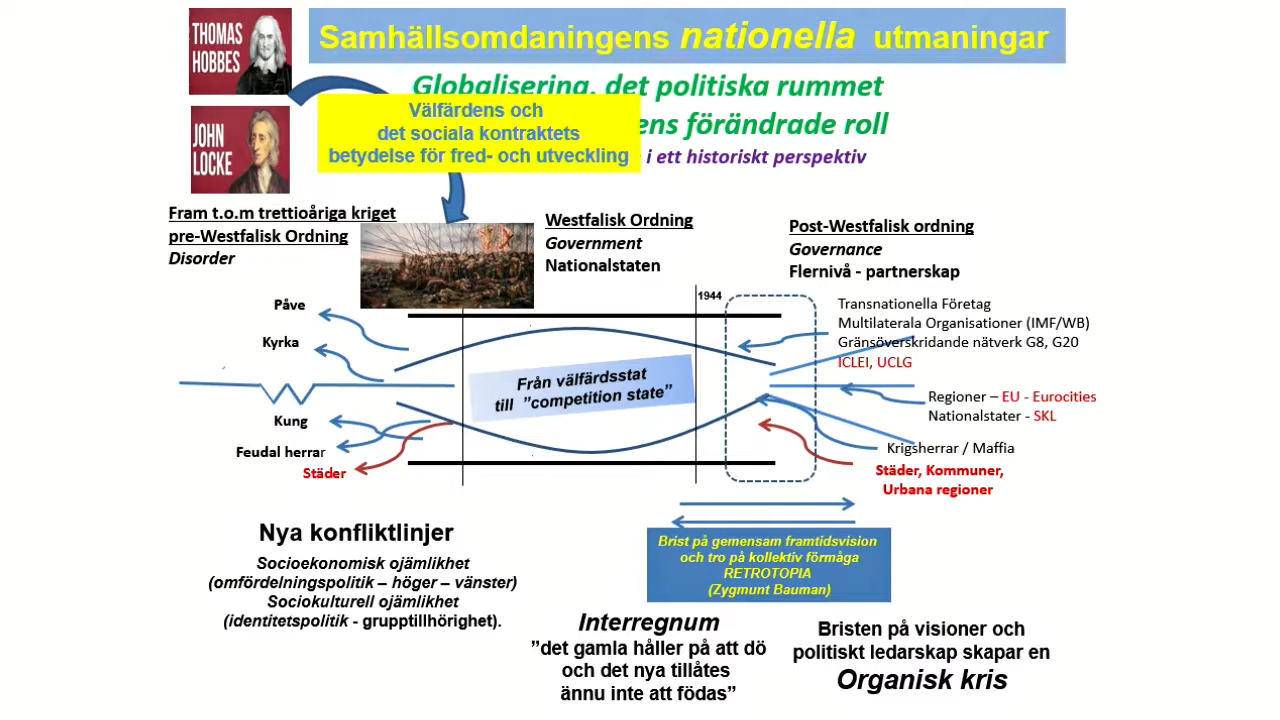 THOMAS
HOBBES
Samhällsomdaningens nationella utmaningar
Globalisering, det politiska rummet
ens förändrade roll
i ett historiskt perspektiv
Välfärdens och
det sociala kontraktets
betydelse för fred- och utveckling
JOHN
LOCKE
Fram t.o.m trettioåriga kriget
pre-Westfalisk Ordning
Disorder
Westfalisk Ordning
Government
Nationalstaten
Post-Westfalisk ordning
Governance
Flernivå - partnerskap
1944
Påve
Kyrka
Kung
Feudal herrar
Städer
Från välfärdsstat
till "competition state"
Transnationella Företag
Multilaterala Organisationer (IMF/WB)
Gränsöverskridande nätverk G8, G20
ICLEI, UCLG
Regioner – EU - Eurocities
Nationalstater - SKL
Krigsherrar / Maffia
Städer, Kommuner,
Urbana regioner
Nya konfliktlinjer
Socioekonomisk ojämlikhet
(omfördelningspolitik – höger – vänster)
Sociokulturell ojämlikhet
(identitetspolitik - grupptillhörighet).
Brist på gemensam framtidsvision
och tro på kollektiv förmåga
RETROTOPIA
(Zygmunt Bauman)
Interregnum
”det gamla håller på att dö
och det nya tillåtes
ännu inte att födas”
Bristen på visioner och
politiskt ledarskap skapar en
Organisk kris